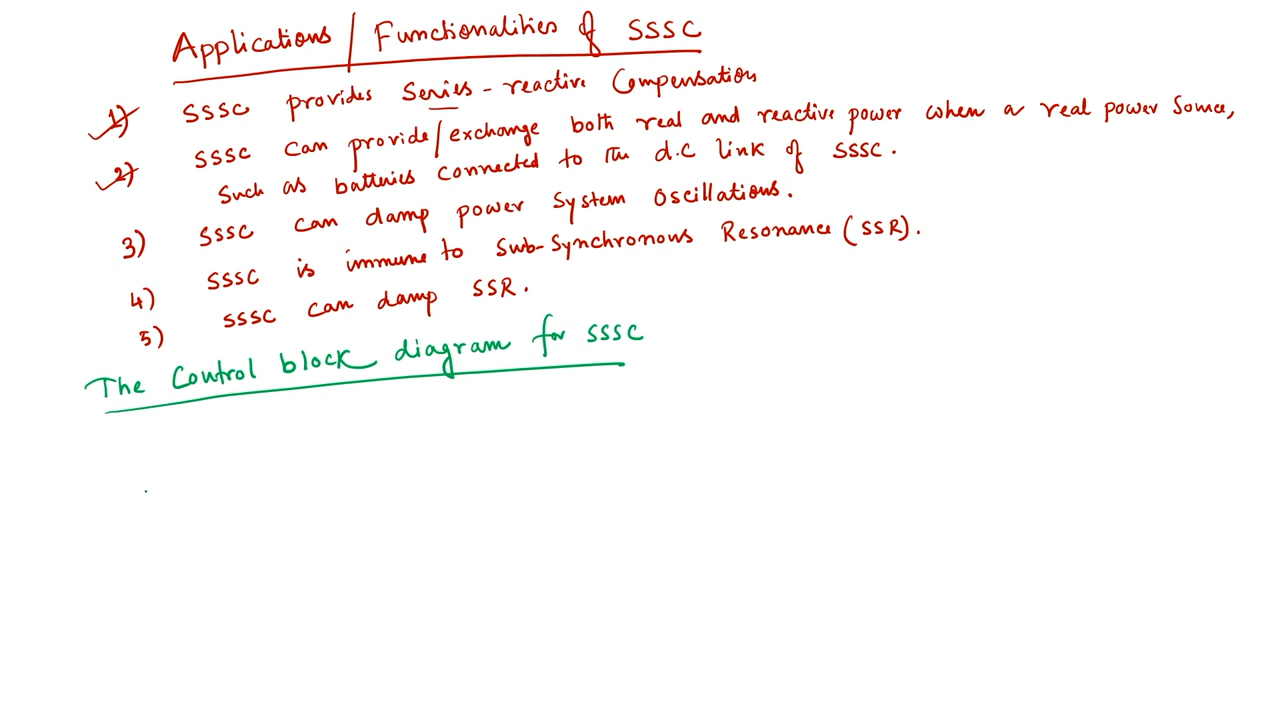 Applications / Functionalities of SSSC
1) SSSC provides Series - reactive Compensation
2) SSSC can provide/exchange both real and reactive power when a real power Source,
Such as batteries connected to the d.c link of SSSC.
3) SSSC can damp power System Oscillations.
4) SSSC is immune to Sub-Synchronous Resonance (SSR).
5) SSSC can damp SSR.
The Control block diagram for SSSC